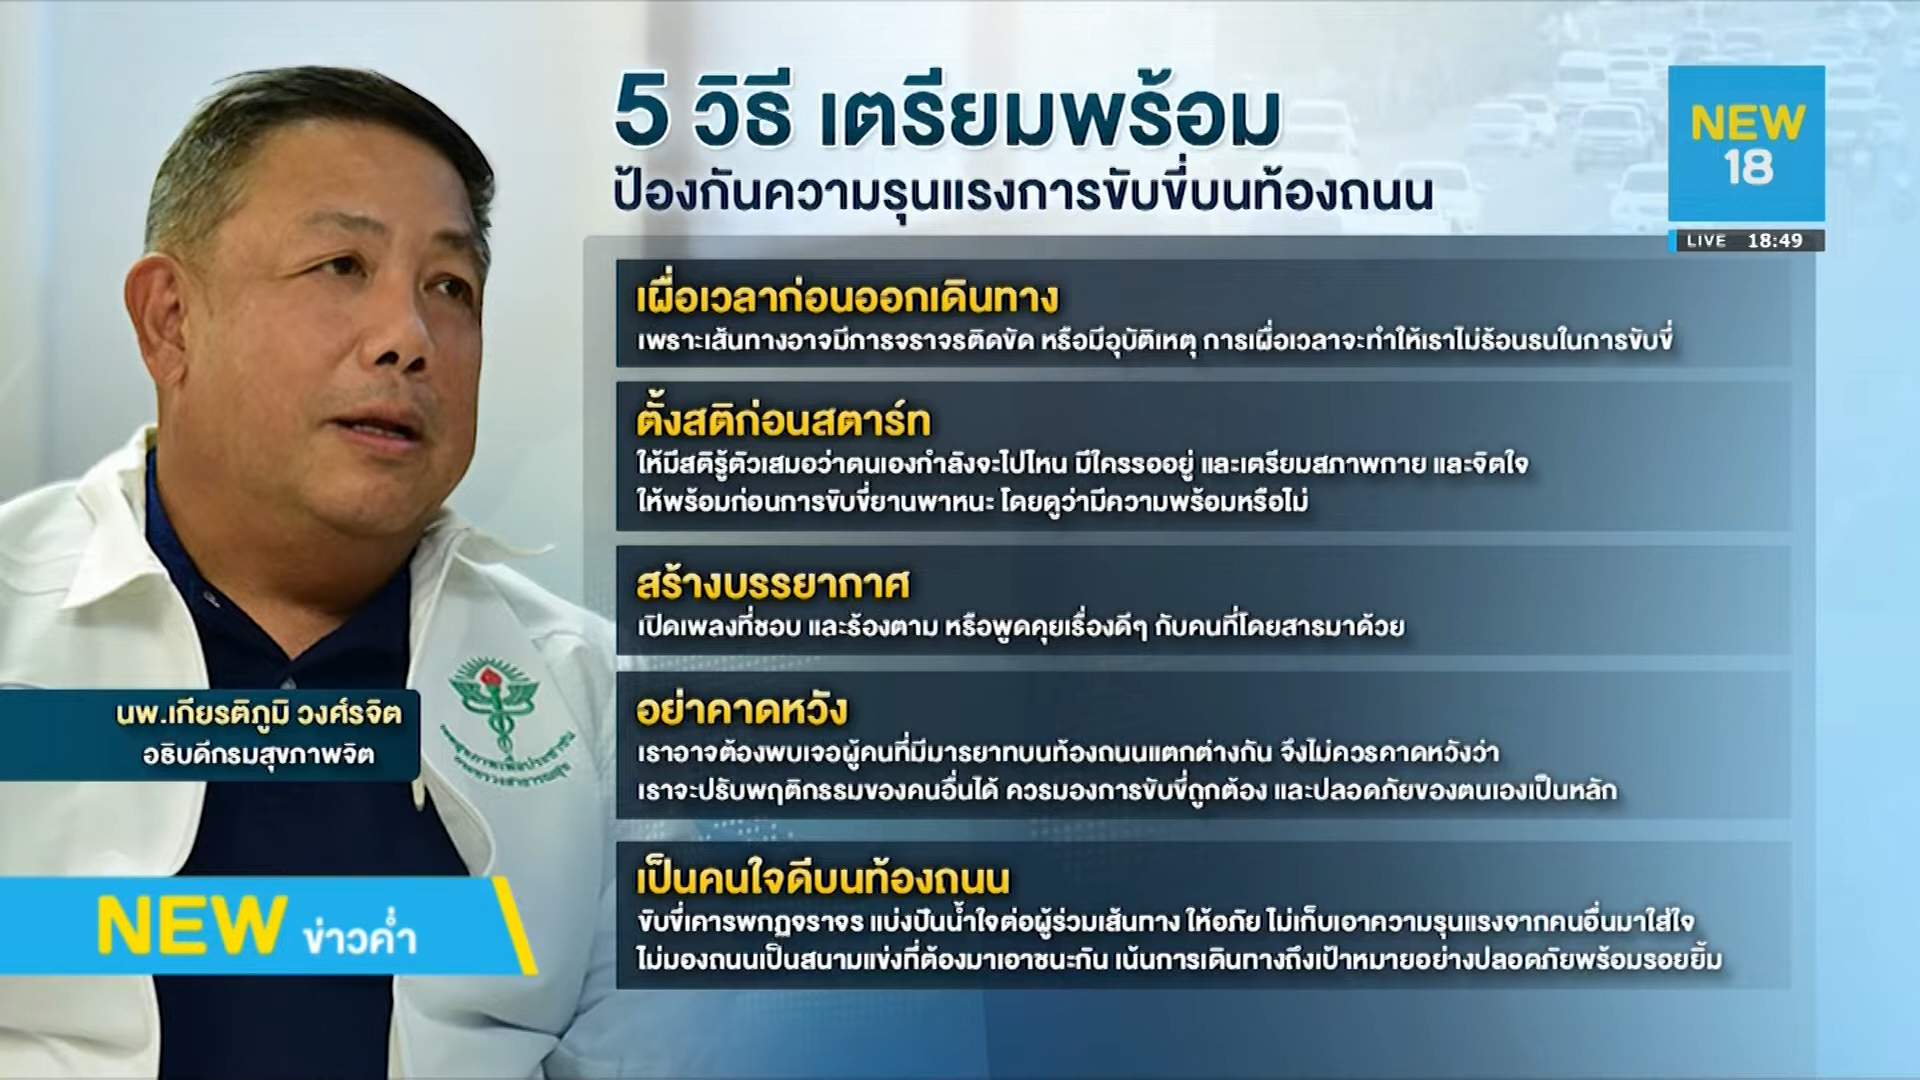 5 วิธี เตรียมพร้อม
ป้องกันความรุนแรงการขับขี่บนท้องถนน
NEW
18
LIVE 18:49
เผื่อเวลาก่อนออกเดินทาง
เพราะเส้นทางอาจมีการจราจรติดขัด หรือมีอุบัติเหตุ การเผื่อเวลาจะทำให้เราไม่ร้อนรนในการขับขี่
ตั้งสติก่อนสตาร์ท
ให้มีสติรู้ตัวเสมอว่าตนเองกำลังจะไปไหน มีใครรออยู่ และเตรียมสภาพกาย และจิตใจ
ให้พร้อมก่อนการขับขี่ยานพาหนะ โดยดูว่ามีความพร้อมหรือไม่
สร้างบรรยากาศ
เปิดเพลงที่ชอบ และร้องตาม หรือพูดคุยเรื่องดีๆ กับคนที่โดยสารมาด้วย
อย่าคาดหวัง
เราอาจต้องพบเจอผู้คนที่มีมารยาทบนท้องถนนแตกต่างกัน จึงไม่ควรคาดหวังว่า
เราจะปรับพฤติกรรมของคนอื่นได้ ควรมองการขับขี่ถูกต้อง และปลอดภัยของตนเองเป็นหลัก
เป็นคนใจดีบนท้องถนน
ขับขี่เคารพกฎจราจร แบ่งปันน้ำใจต่อผู้ร่วมเส้นทาง ให้อภัย ไม่เก็บเอาความรุนแรงจากคนอื่นมาใส่ใจ
ไม่มองถนนเป็นสนามแข่งที่ต้องมาเอาชนะกัน เน้นการเดินทางถึงเป้าหมายอย่างปลอดภัยพร้อมรอยยิ้ม
นพ.เกียรติภูมิ วงศ์รจิต
อธิบดีกรมสุขภาพจิต
กระทรวงสาธารณสุข
NEW ข่าวค่ำ